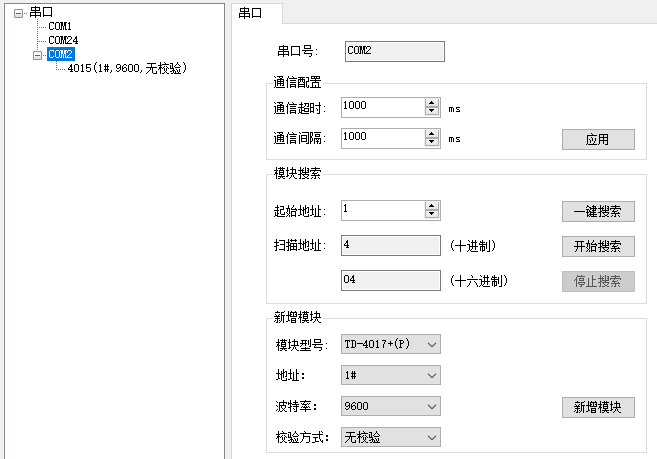 串口
COM1
COM24
COM2
4015(1#,9600,无校验)
串口
串口号: COM2
通信配置
通信超时: 1000 ms
通信间隔: 1000 ms 应用
模块搜索
起始地址: 1 一键搜索
扫描地址: 4 (十进制) 开始搜索
04 (十六进制) 停止搜索
新增模块
模块型号: TD-4017+(P)
地址: 1#
波特率: 9600 新增模块
校验方式: 无校验